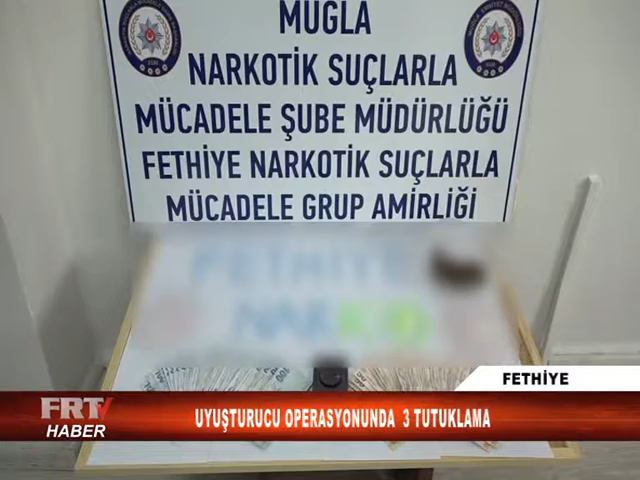 MUĞLA
NARKOTİK SUÇLARLA
MÜCADELE ŞUBE MÜDÜRLÜĞÜ
FETHİYE NARKOTİK SUÇLARLA
MÜCADELE GRUP AMİRLİĞİ
FETHİYE
FRTV
HABER
UYUŞTURUCU OPERASYONUNDA 3 TUTUKLAMA